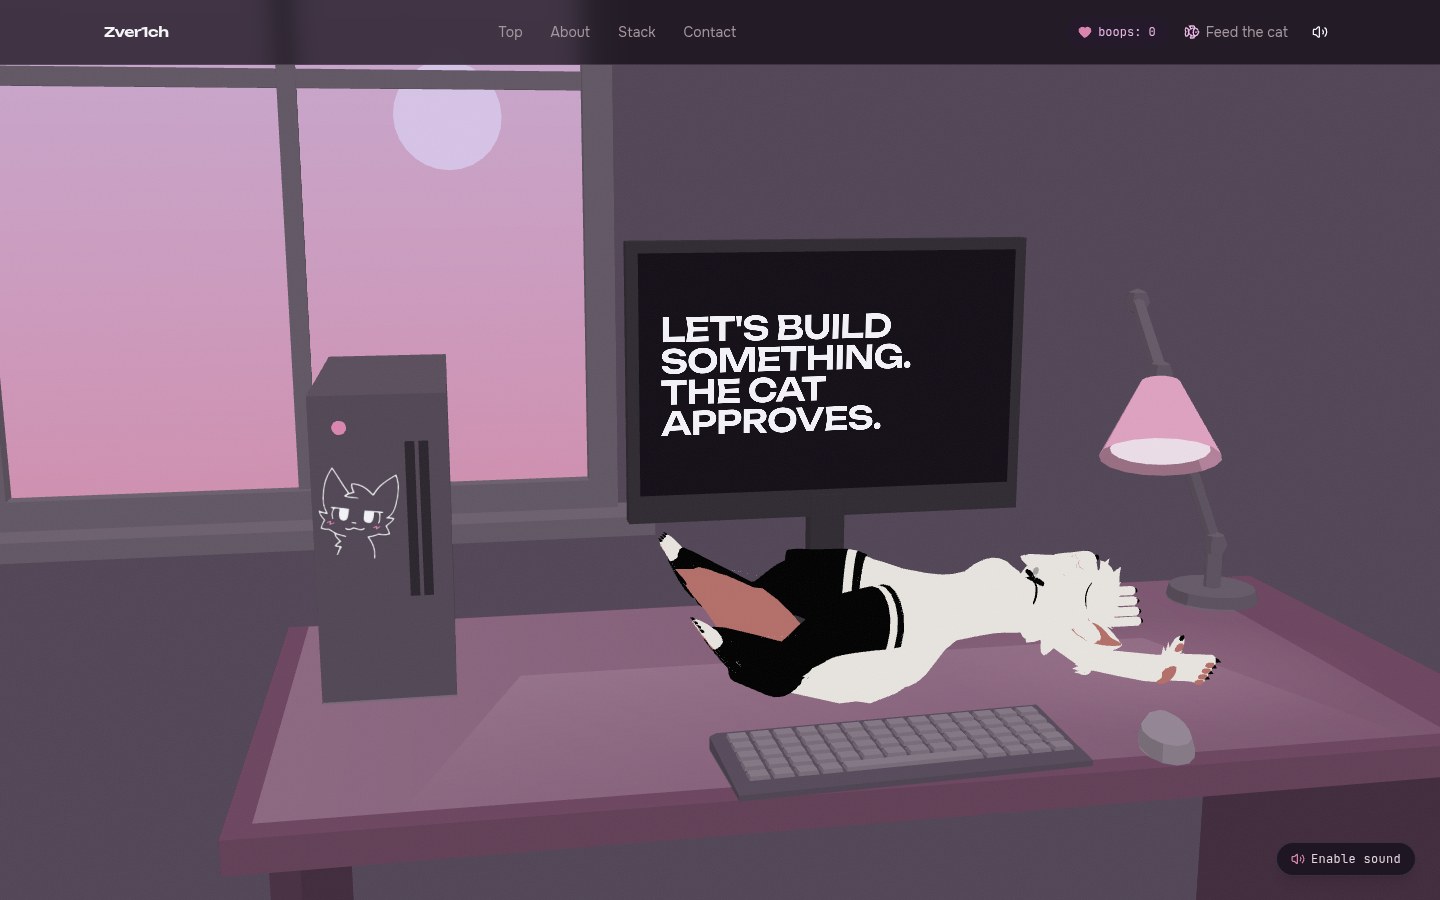 Zver1ch
Top About Stack Contact
boops: 0 Feed the cat
LET'S BUILD
SOMETHING.
THE CAT
APPROVES.
Enable sound